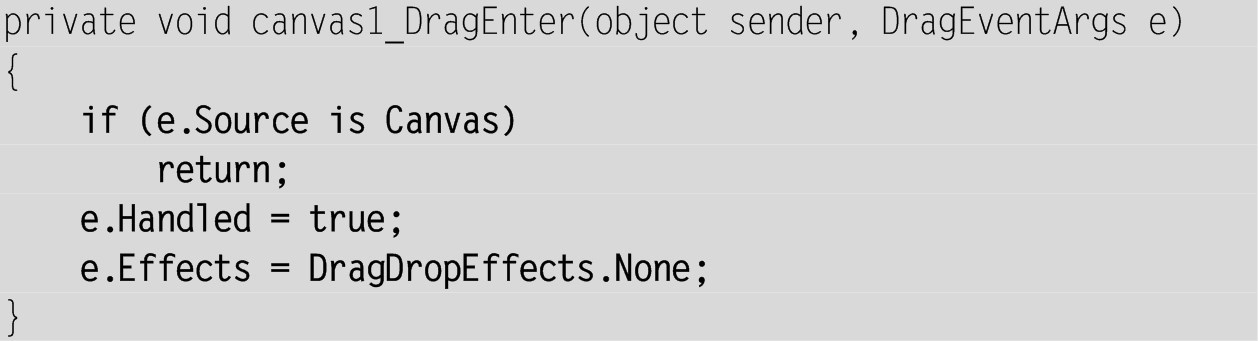 private void canvas1_DragEnter(object sender, DragEventArgs e)
{
    if (e.Source is Canvas)
        return;
    e.Handled = true;
    e.Effects = DragDropEffects.None;
}